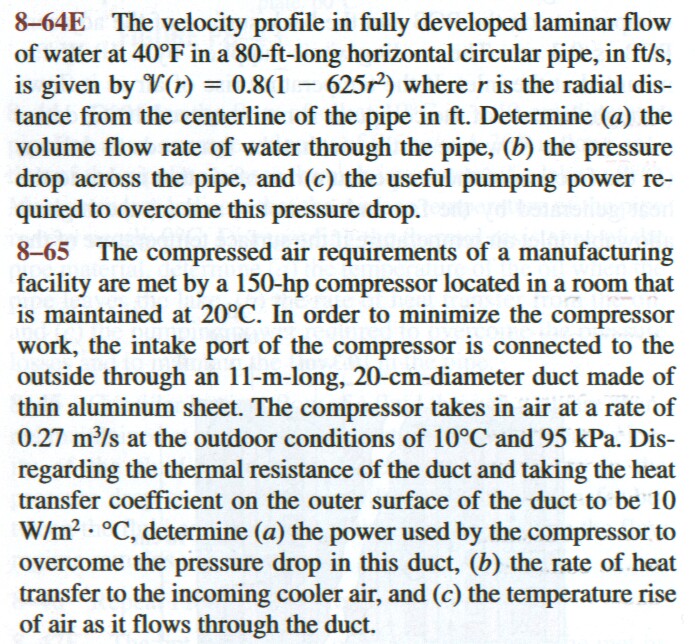 8–64E The velocity profile in fully developed laminar flow
of water at 40°F in a 80-ft-long horizontal circular pipe, in ft/s,
is given by 𝒱(r) = 0.8(1 − 625r²) where r is the radial dis-
tance from the centerline of the pipe in ft. Determine (a) the
volume flow rate of water through the pipe, (b) the pressure
drop across the pipe, and (c) the useful pumping power re-
quired to overcome this pressure drop.
8–65 The compressed air requirements of a manufacturing
facility are met by a 150-hp compressor located in a room that
is maintained at 20°C. In order to minimize the compressor
work, the intake port of the compressor is connected to the
outside through an 11-m-long, 20-cm-diameter duct made of
thin aluminum sheet. The compressor takes in air at a rate of
0.27 m³/s at the outdoor conditions of 10°C and 95 kPa. Dis-
regarding the thermal resistance of the duct and taking the heat
transfer coefficient on the outer surface of the duct to be 10
W/m² · °C, determine (a) the power used by the compressor to
overcome the pressure drop in this duct, (b) the rate of heat
transfer to the incoming cooler air, and (c) the temperature rise
of air as it flows through the duct.